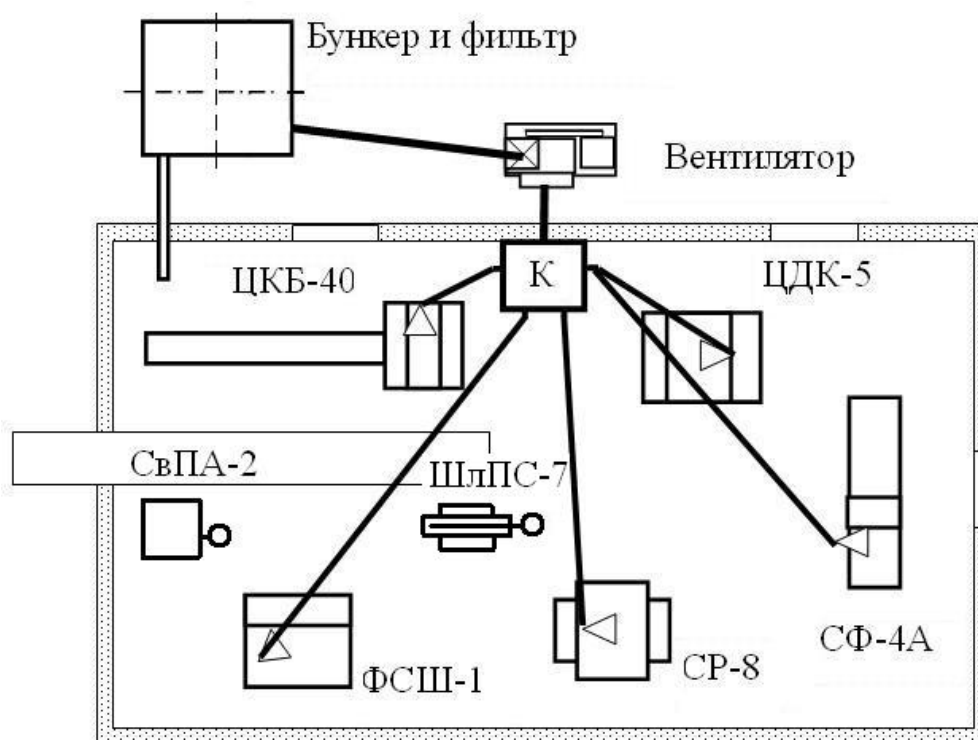 Бункер и фильтр
Вентилятор
ЦКБ-40
К
ЦДК-5
СвПА-2
ШлПС-7
ФСШ-1
СР-8
СФ-4А